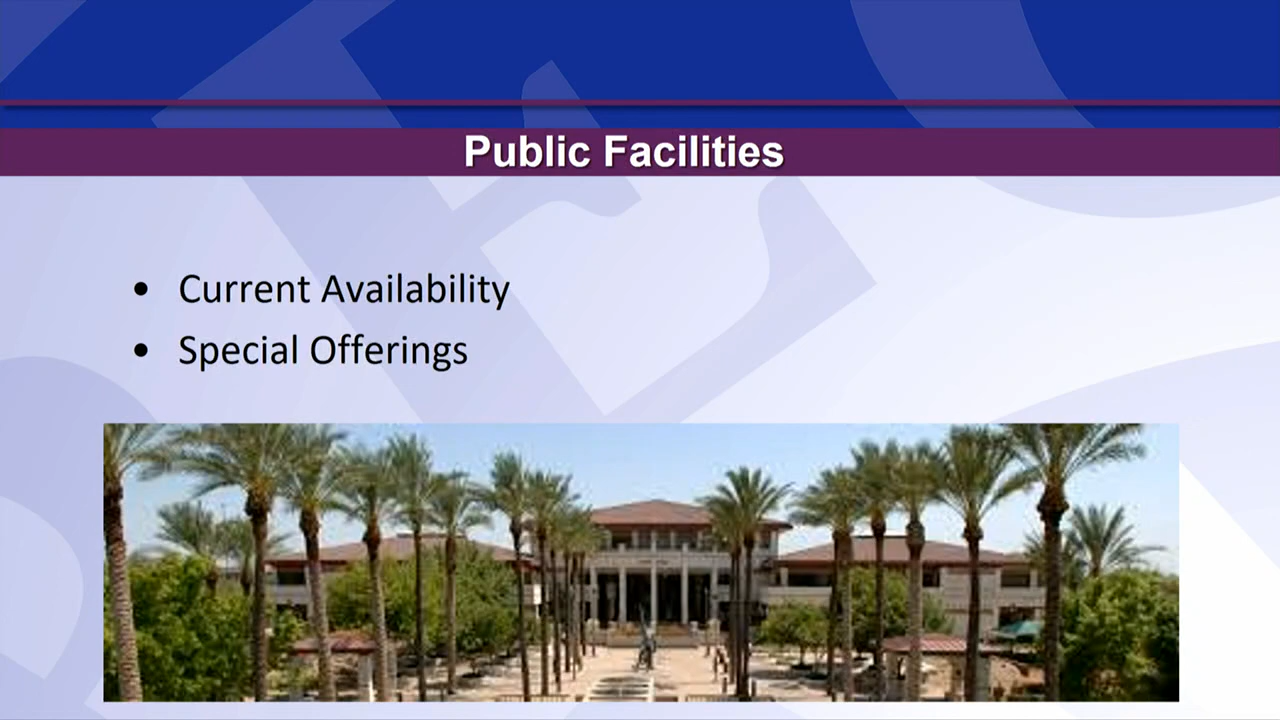 Public Facilities
• Current Availability
• Special Offerings